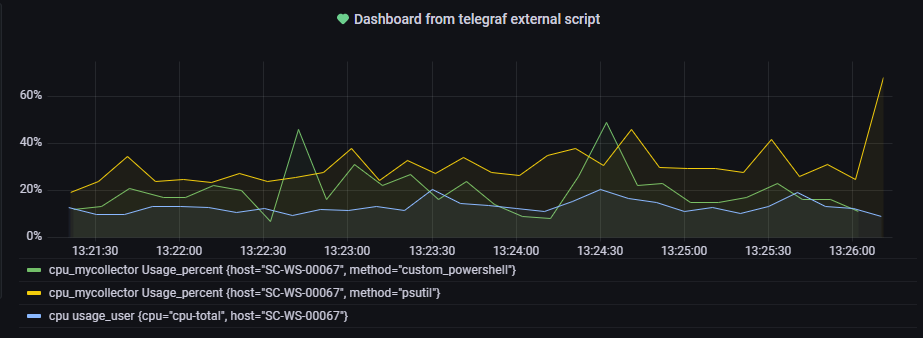 Dashboard from telegraf external script
60%
40%
20%
0%
13:21:30 13:22:00 13:22:30 13:23:00 13:23:30 13:24:00 13:24:30 13:25:00 13:25:30 13:26:00
cpu_mycollector Usage_percent {host="SC-WS-00067", method="custom_powershell"}
cpu_mycollector Usage_percent {host="SC-WS-00067", method="psutil"}
cpu usage_user {cpu="cpu-total", host="SC-WS-00067"}